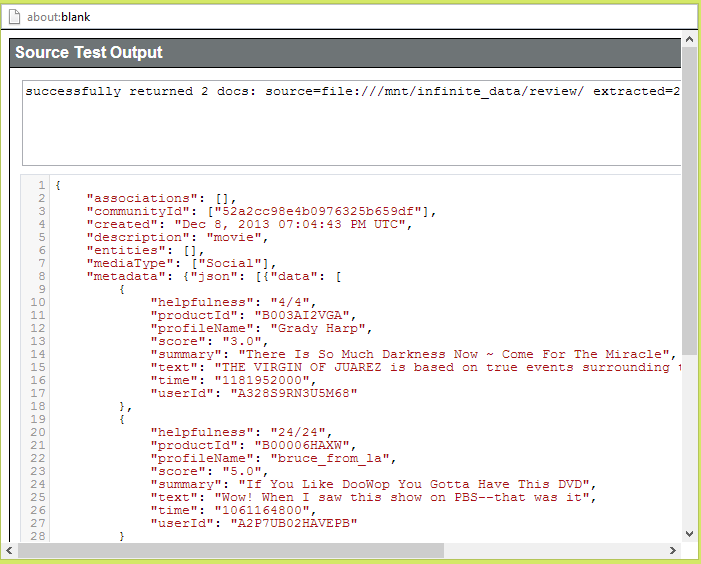 about:blank
Source Test Output
successfully returned 2 docs: source=file:///mnt/infinite_data/review/ extracted=2
1 {
2 "associations": [],
3 "communityId": ["52a2cc98e4b0976325b659df"],
4 "created": "Dec 8, 2013 07:04:43 PM UTC",
5 "description": "movie",
6 "entities": [],
7 "mediaType": ["Social"],
8 "metadata": {"json": [{"data": [
9 {
10 "helpfulness": "4/4",
11 "productId": "B003AI2VGA",
12 "profileName": "Grady Harp",
13 "score": "3.0",
14 "summary": "There Is So Much Darkness Now ~ Come For The Miracle",
15 "text": "THE VIRGIN OF JUAREZ is based on true events surrounding
16 "time": "1181952000",
17 "userId": "A328S9RN3U5M68"
18 },
19 {
20 "helpfulness": "24/24",
21 "productId": "B00006HAXW",
22 "profileName": "bruce_from_la",
23 "score": "5.0",
24 "summary": "If You Like DooWop You Gotta Have This DVD",
25 "text": "Wow! When I saw this show on PBS--that was it",
26 "time": "1061164800",
27 "userId": "A2P7UB02HAVEPB"
28 }